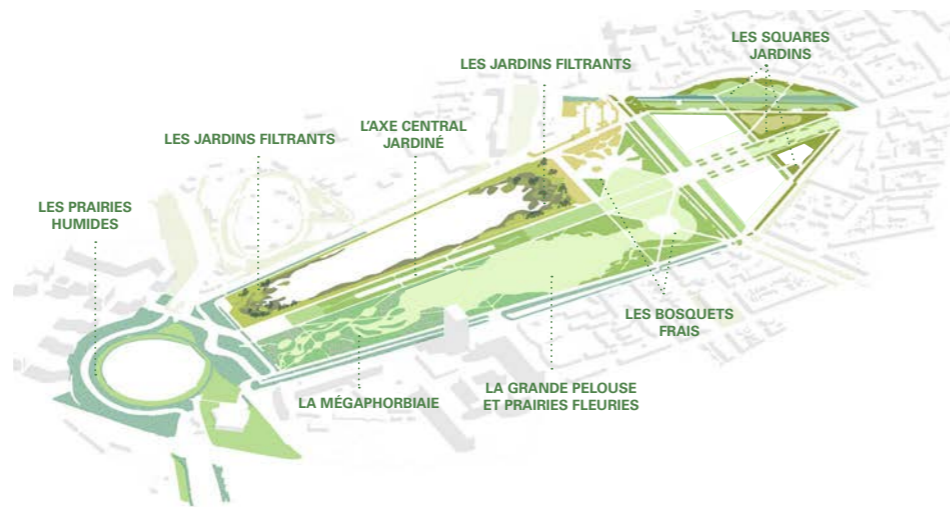 LES SQUARES
JARDINS
LES JARDINS FILTRANTS
L'AXE CENTRAL
JARDINÉ
LES JARDINS FILTRANTS
LES PRAIRIES
HUMIDES
LES BOSQUETS
FRAIS
LA GRANDE PELOUSE
ET PRAIRIES FLEURIES
LA MÉGAPHORBIAIE